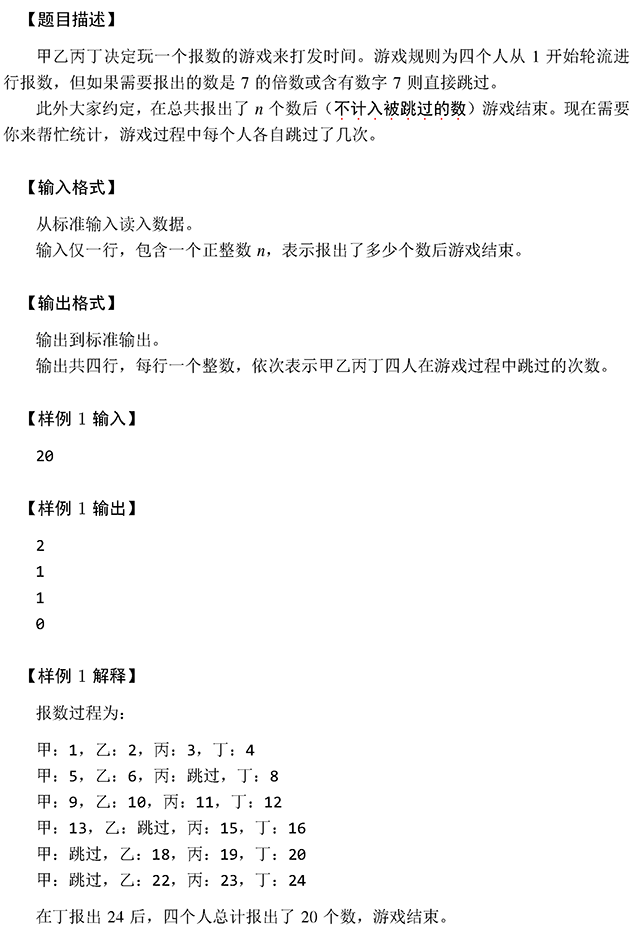 【题目描述】
甲乙丙丁决定玩一个报数的游戏来打发时间。游戏规则为四个人从 1 开始轮流进
行报数，但如果需要报出的数是 7 的倍数或含有数字 7 则直接跳过。
此外大家约定，在总共报出了 n 个数后（不计入被跳过的数）游戏结束。现在需要
你来帮忙统计，游戏过程中每个人各自跳过了几次。
【输入格式】
从标准输入读入数据。
输入仅一行，包含一个正整数 n，表示报出了多少个数后游戏结束。
【输出格式】
输出到标准输出。
输出共四行，每行一个整数，依次表示甲乙丙丁四人在游戏过程中跳过的次数。
【样例 1 输入】
20
【样例 1 输出】
2
1
1
0
【样例 1 解释】
报数过程为：
甲：1，乙：2，丙：3，丁：4
甲：5，乙：6，丙：跳过，丁：8
甲：9，乙：10，丙：11，丁：12
甲：13，乙：跳过，丙：15，丁：16
甲：跳过，乙：18，丙：19，丁：20
甲：跳过，乙：22，丙：23，丁：24
在丁报出 24 后，四个人总计报出了 20 个数，游戏结束。